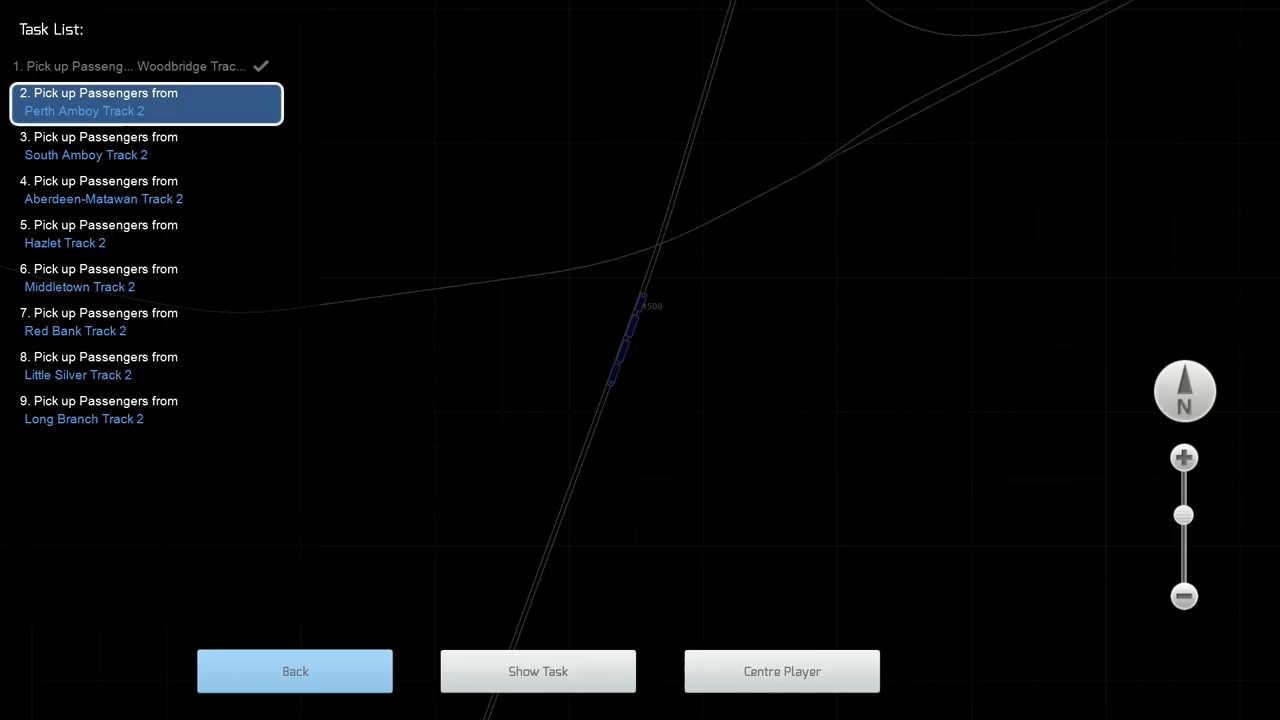 Task List:
1. Pick up Passeng... Woodbridge Trac...
2. Pick up Passengers from
Perth Amboy Track 2
3. Pick up Passengers from
South Amboy Track 2
4. Pick up Passengers from
Aberdeen-Matawan Track 2
5. Pick up Passengers from
Hazlet Track 2
6. Pick up Passengers from
Middletown Track 2
7. Pick up Passengers from
Red Bank Track 2
8. Pick up Passengers from
Little Silver Track 2
9. Pick up Passengers from
Long Branch Track 2
N
Back
Show Task
Centre Player